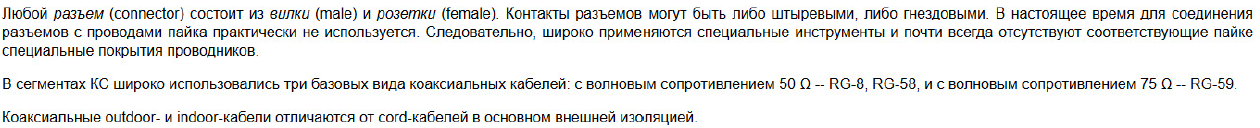 Любой разъем (connector) состоит из вилки (male) и розетки (female). Контакты разъемов могут быть либо штыревыми, либо гнездовыми. В настоящее время для соединения
разъемов с проводами пайка практически не используется. Следовательно, широко применяются специальные инструменты и почти всегда отсутствуют соответствующие пайке
специальные покрытия проводников.
В сегментах КС широко использовались три базовых вида коаксиальных кабелей: с волновым сопротивлением 50 Ω -- RG-8, RG-58, и с волновым сопротивлением 75 Ω -- RG-59.
Коаксиальные outdoor- и indoor-кабели отличаются от cord-кабелей в основном внешней изоляцией.